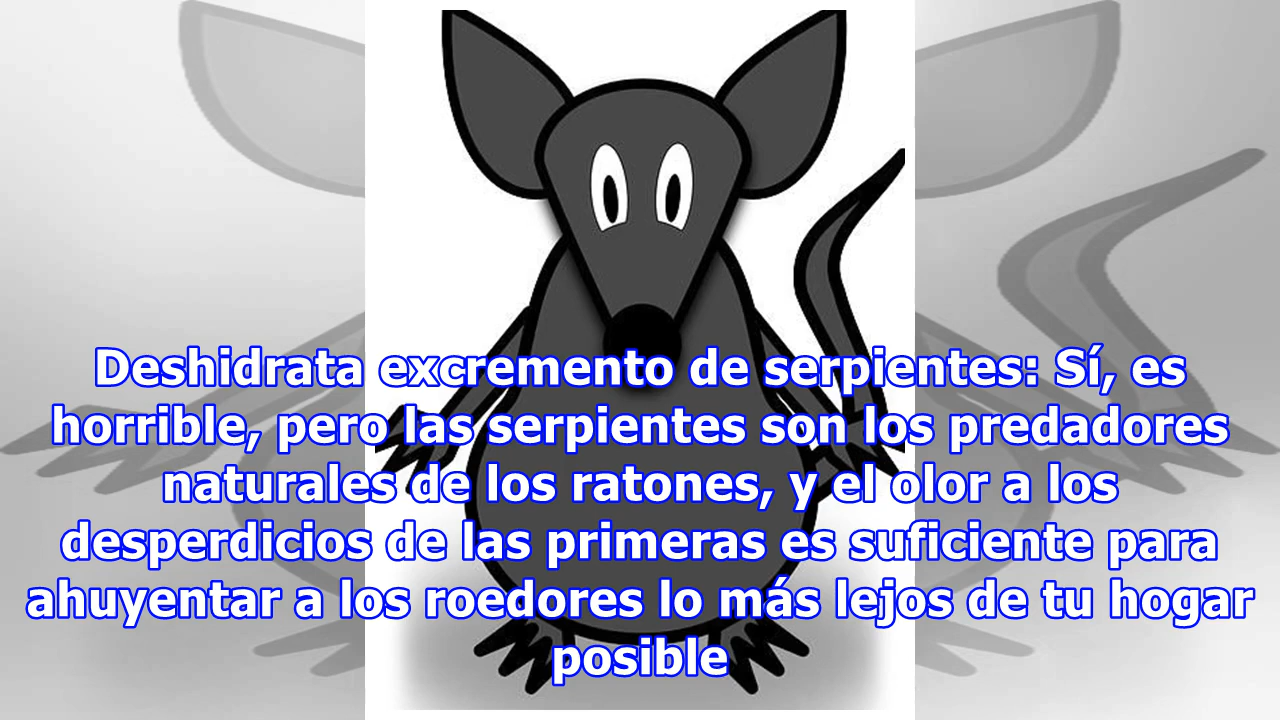 Deshidrata excremento de serpientes: Sí, es
horrible, pero las serpientes son los predadores
naturales de los ratones, y el olor a los
desperdicios de las primeras es suficiente para
ahuyentar a los roedores lo más lejos de tu hogar
posible